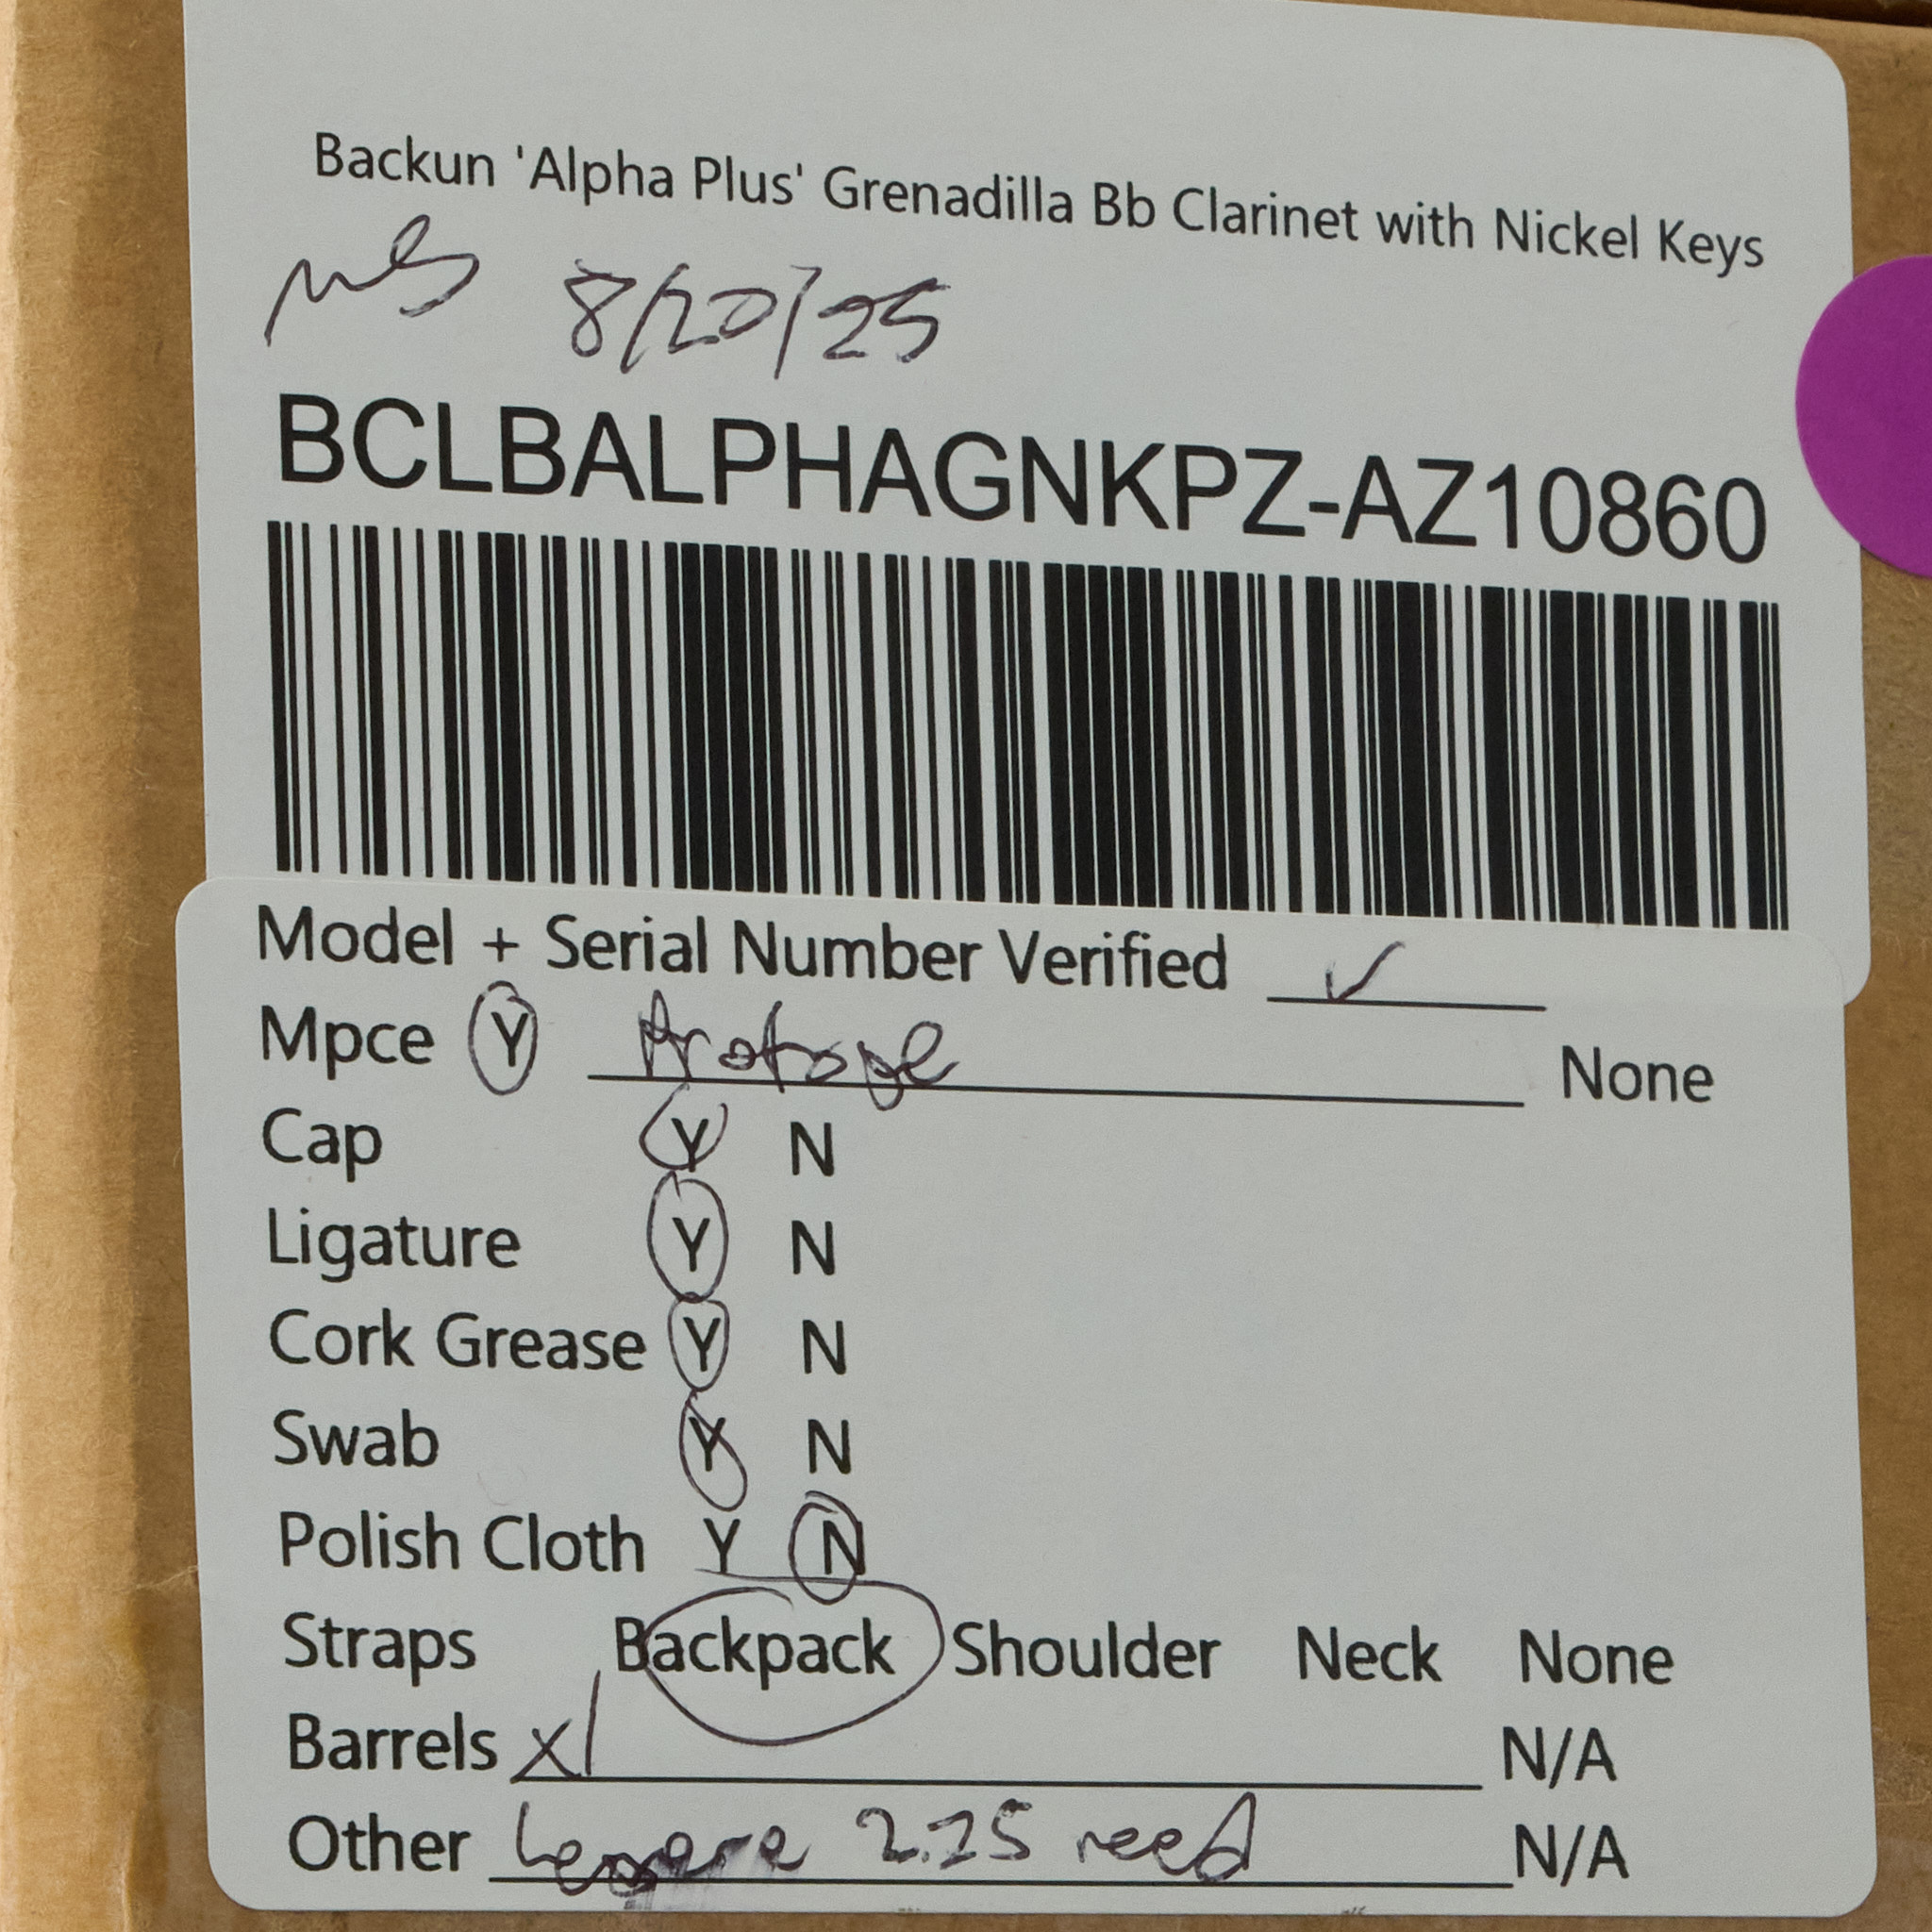 Backun 'Alpha Plus' Grenadilla Bb Clarinet with Nickel Keys
8/20/25
BCLBALPHAGNKPZ-AZ10860
Model + Serial Number Verified ✓
Mpce Y Protoge None
Cap Y N
Ligature Y N
Cork Grease Y N
Swab Y N
Polish Cloth Y N
Straps Backpack Shoulder Neck None
Barrels x1 N/A
Other 2.25 reed N/A